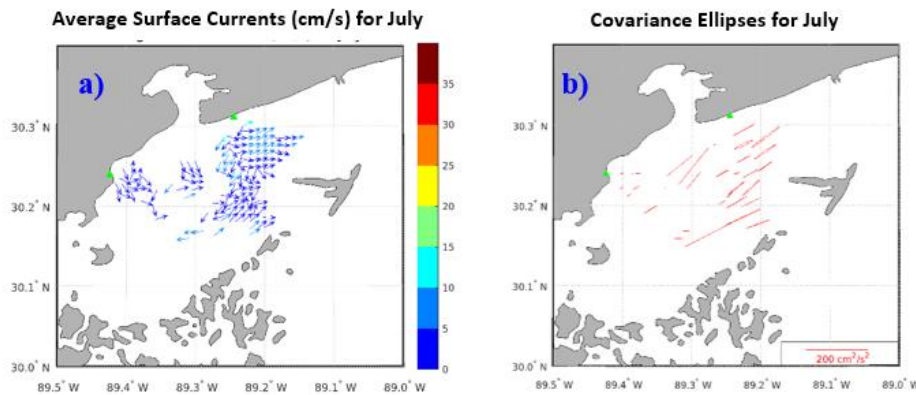 Average Surface Currents (cm/s) for July
Covariance Ellipses for July
a)
b)
30.3° N
30.2° N
30.1° N
30.0° N
89.5° W
89.4° W
89.3° W
89.2° W
89.1° W
89.0° W
35
30
25
20
15
10
5
0
30.3° N
30.2° N
30.1° N
30.0° N
89.5° W
89.4° W
89.3° W
89.2° W
89.1° W
89.0° W
200 cm²/s²